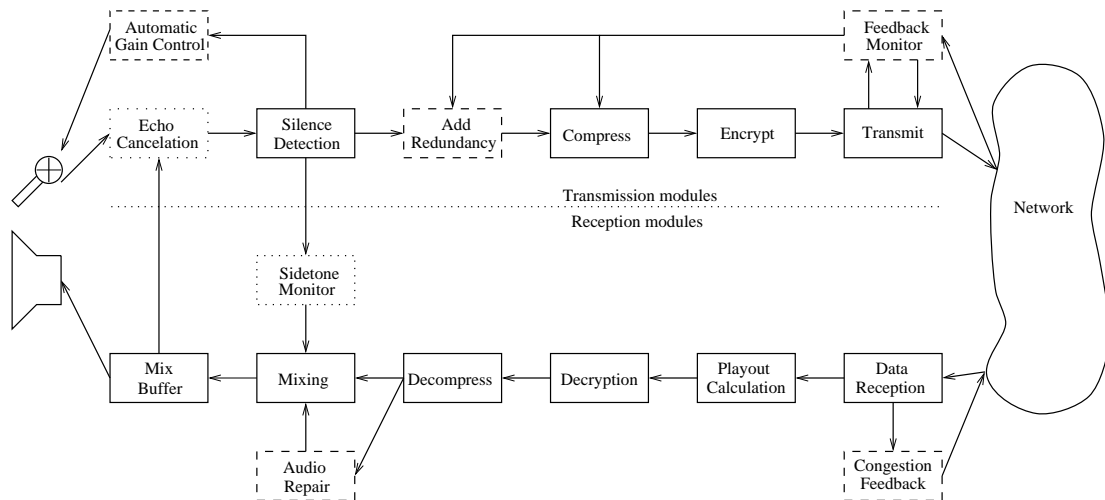 Automatic
Gain Control
Feedback
Monitor
Echo
Cancelation
Silence
Detection
Add
Redundancy
Compress
Encrypt
Transmit
Transmission modules
Reception modules
Network
Sidetone
Monitor
Mix
Buffer
Mixing
Decompress
Decryption
Playout
Calculation
Data
Reception
Audio
Repair
Congestion
Feedback